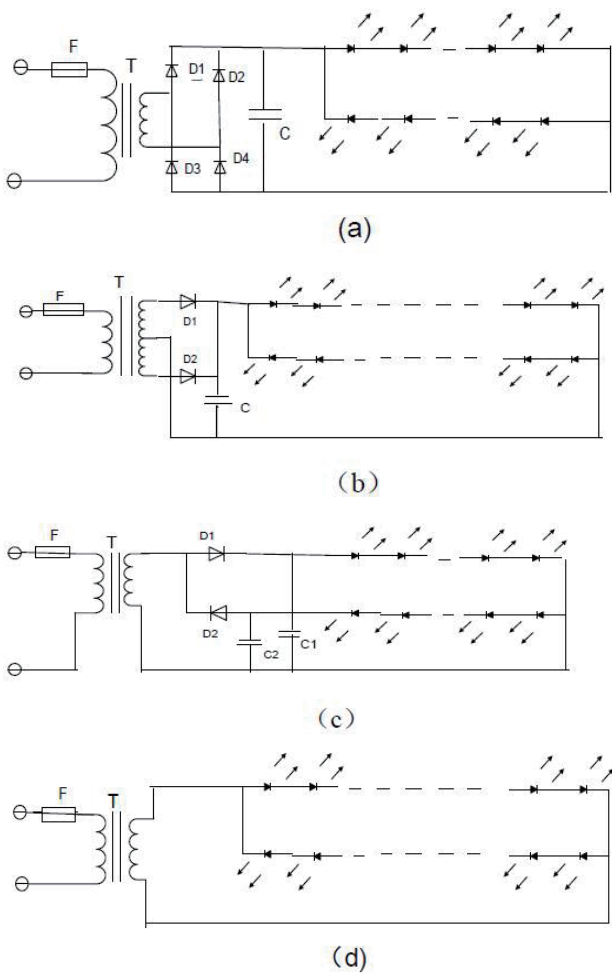 F T D1 D2
D3 D4 C
(a)
F T D1
D2
C
(b)
F T D1
D2 C2 C1
(c)
F T
(d)